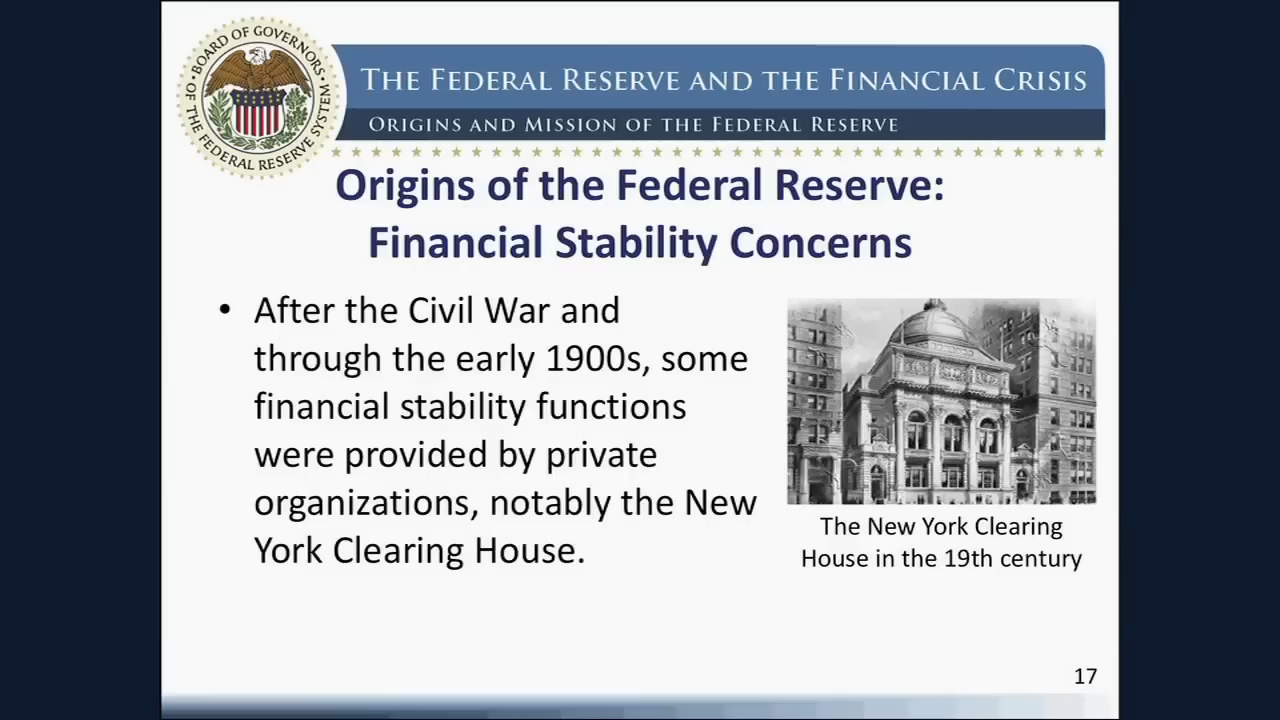 BOARD OF GOVERNORS
OF THE FEDERAL RESERVE SYSTEM
THE FEDERAL RESERVE AND THE FINANCIAL CRISIS
ORIGINS AND MISSION OF THE FEDERAL RESERVE
Origins of the Federal Reserve:
Financial Stability Concerns
• After the Civil War and
through the early 1900s, some
financial stability functions
were provided by private
organizations, notably the New
York Clearing House.
The New York Clearing
House in the 19th century
17